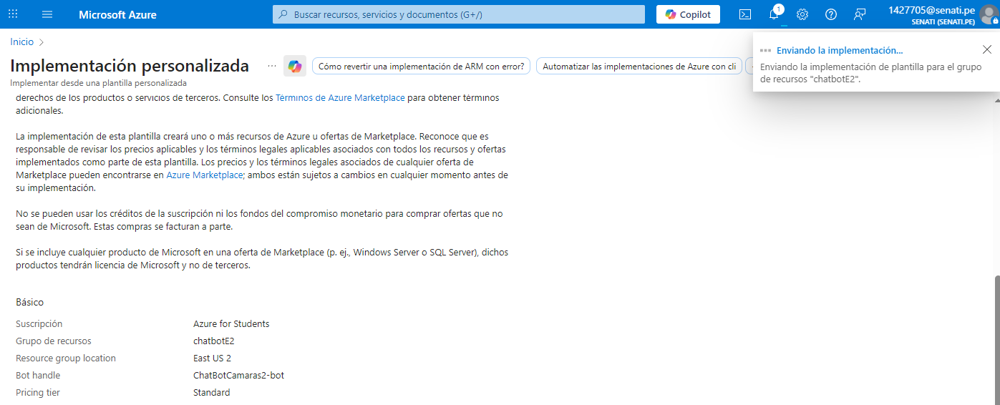 Microsoft Azure
Buscar recursos, servicios y documentos (G+/)
Copilot
1
1427705@senati.pe
SENATI (SENATI.PE)
Inicio
Implementación personalizada
...
Cómo revertir una implementación de ARM con error?
Automatizar las implementaciones de Azure con cli
Implementar desde una plantilla personalizada
Enviando la implementación...
Enviando la implementación de plantilla para el grupo
de recursos "chatbotE2".
derechos de los productos o servicios de terceros. Consulte los Términos de Azure Marketplace para obtener términos
adicionales.
La implementación de esta plantilla creará uno o más recursos de Azure u ofertas de Marketplace. Reconoce que es
responsable de revisar los precios aplicables y los términos legales aplicables asociados con todos los recursos y ofertas
implementados como parte de esta plantilla. Los precios y los términos legales asociados de cualquier oferta de
Marketplace pueden encontrarse en Azure Marketplace; ambos están sujetos a cambios en cualquier momento antes de
su implementación.
No se pueden usar los créditos de la suscripción ni los fondos del compromiso monetario para comprar ofertas que no
sean de Microsoft. Estas compras se facturan a parte.
Si se incluye cualquier producto de Microsoft en una oferta de Marketplace (p. ej., Windows Server o SQL Server), dichos
productos tendrán licencia de Microsoft y no de terceros.
Básico
Suscripción Azure for Students
Grupo de recursos chatbotE2
Resource group location East US 2
Bot handle ChatBotCamaras2-bot
Pricing tier Standard